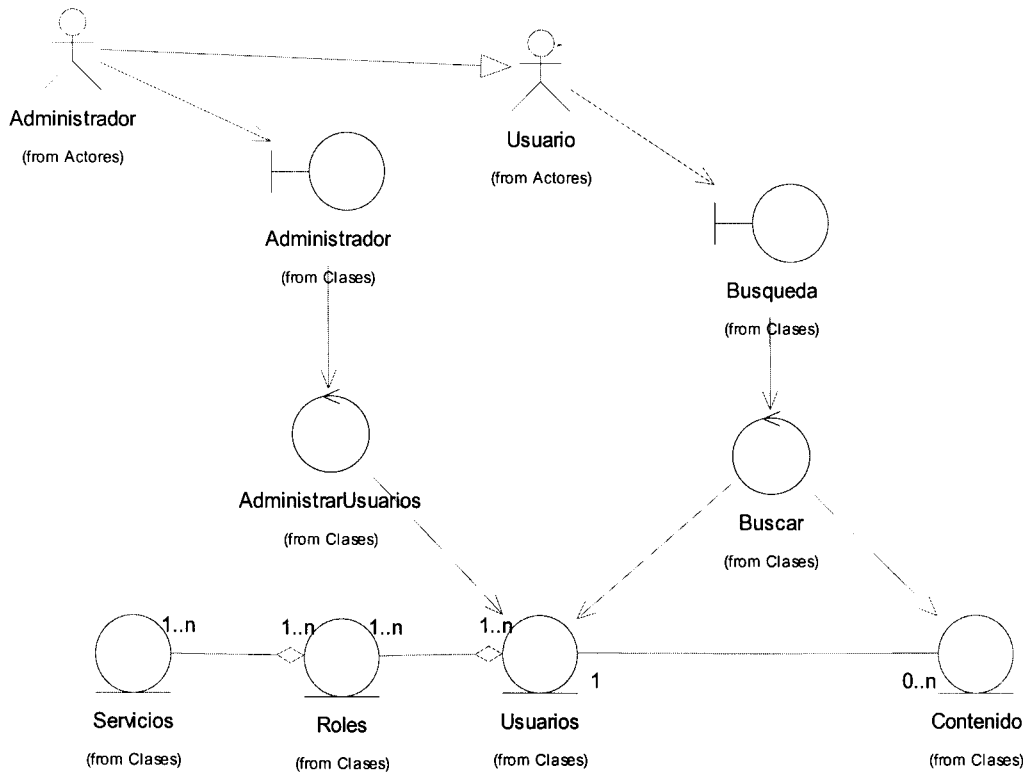 Administrador
(from Actores)
Usuario
(from Actores)
Administrador
(from Clases)
Busqueda
(from Clases)
AdministrarUsuarios
(from Clases)
Buscar
(from Clases)
1..n
1..n
1..n
1..n
1
0..n
Servicios
(from Clases)
Roles
(from Clases)
Usuarios
(from Clases)
Contenido
(from Clases)